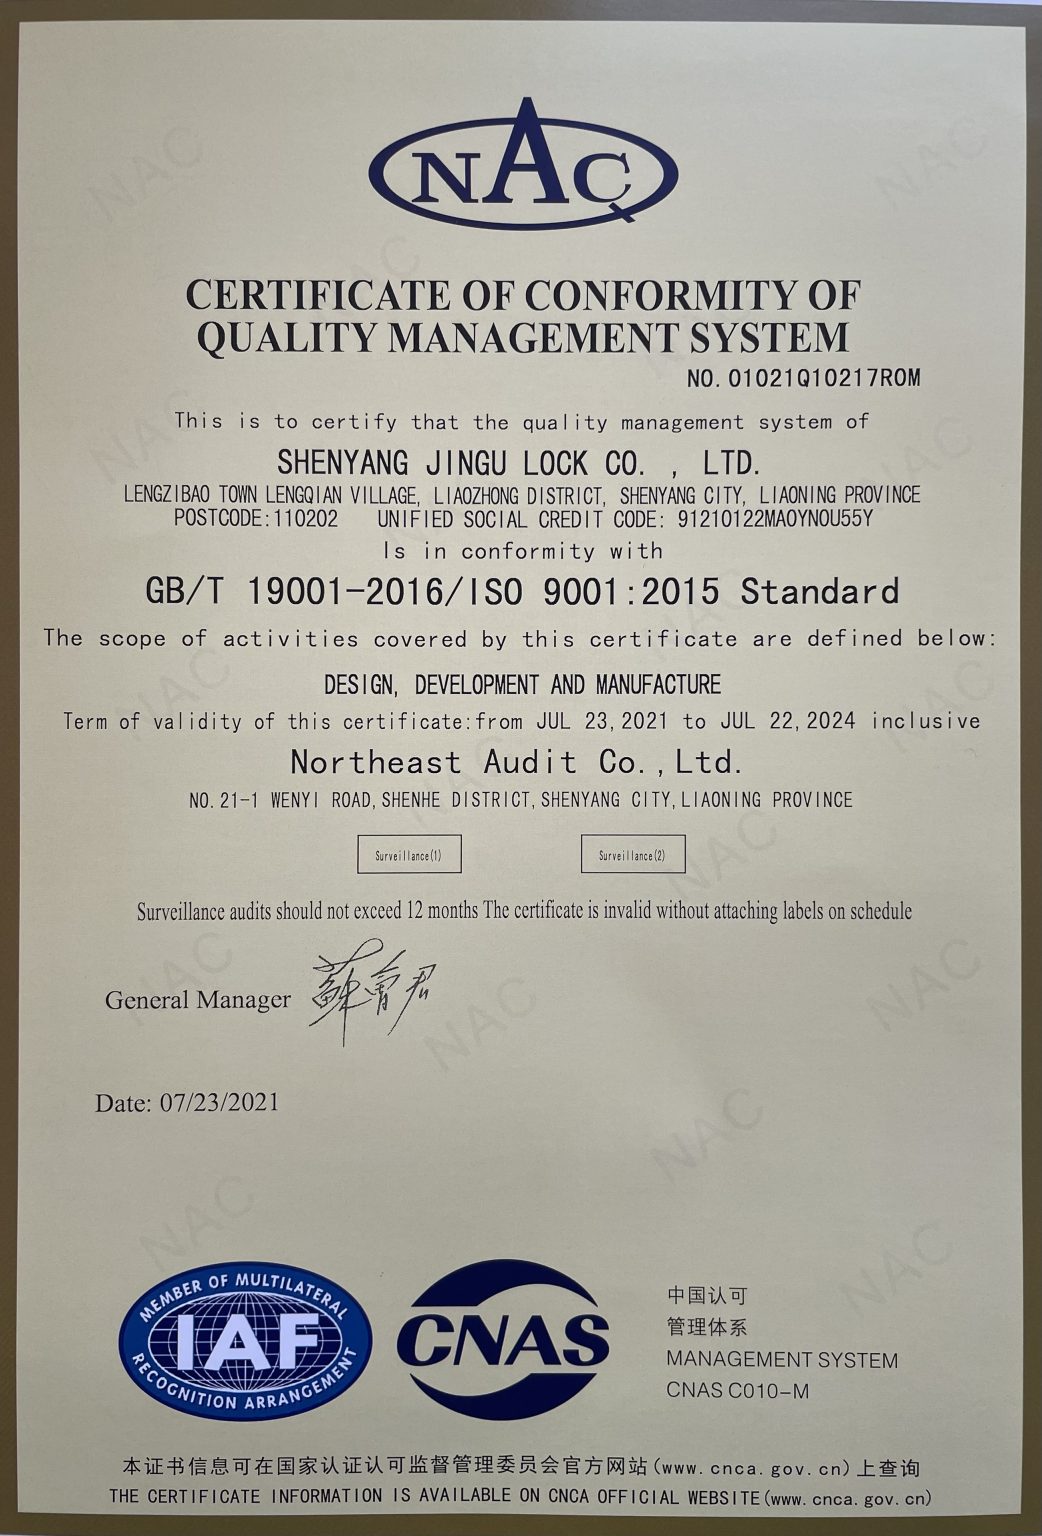 NAC
CERTIFICATE OF CONFORMITY OF
QUALITY MANAGEMENT SYSTEM
NO. 01021Q10217ROM
This is to certify that the quality management system of
SHENYANG JINGU LOCK CO. , LTD.
LENGZIBAO TOWN LENGQIAN VILLAGE, LIAOZHONG DISTRICT, SHENYANG CITY, LIAONING PROVINCE
POSTCODE:110202 UNIFIED SOCIAL CREDIT CODE: 91210122MA0YNOU55Y
Is in conformity with
GB/T 19001-2016/ISO 9001:2015 Standard
The scope of activities covered by this certificate are defined below:
DESIGN, DEVELOPMENT AND MANUFACTURE
Term of validity of this certificate:from JUL 23,2021 to JUL 22,2024 inclusive
Northeast Audit Co.,Ltd.
NO.21-1 WENYI ROAD,SHENHE DISTRICT,SHENYANG CITY,LIAONING PROVINCE
Surveillance(1) Surveillance(2)
Surveillance audits should not exceed 12 months The certificate is invalid without attaching labels on schedule
General Manager
Date: 07/23/2021
MEMBER OF MULTILATERAL
IAF
RECOGNITION ARRANGEMENT
CNAS
中国认可
管理体系
MANAGEMENT SYSTEM
CNAS C010-M
本证书信息可在国家认证认可监督管理委员会官方网站(www.cnca.gov.cn)上查询
THE CERTIFICATE INFORMATION IS AVAILABLE ON CNCA OFFICIAL WEBSITE(www.cnca.gov.cn)